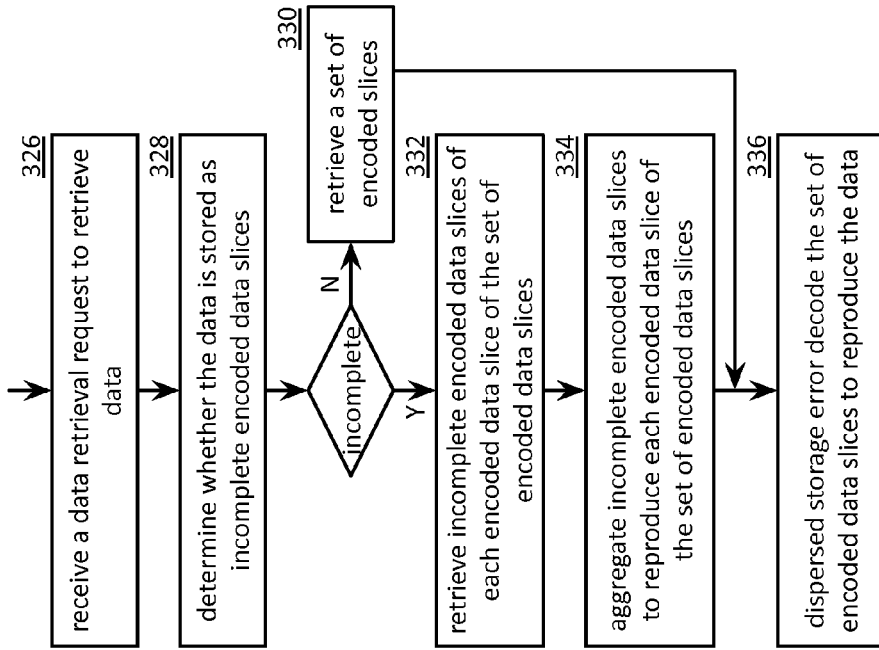 326
receive a data retrieval request to retrieve
data
328
determine whether the data is stored as
incomplete encoded data slices
incomplete
N
Y
330
retrieve a set of
encoded slices
332
retrieve incomplete encoded data slices of
each encoded data slice of the set of
encoded data slices
334
aggregate incomplete encoded data slices
to reproduce each encoded data slice of
the set of encoded data slices
336
dispersed storage error decode the set of
encoded data slices to reproduce the data